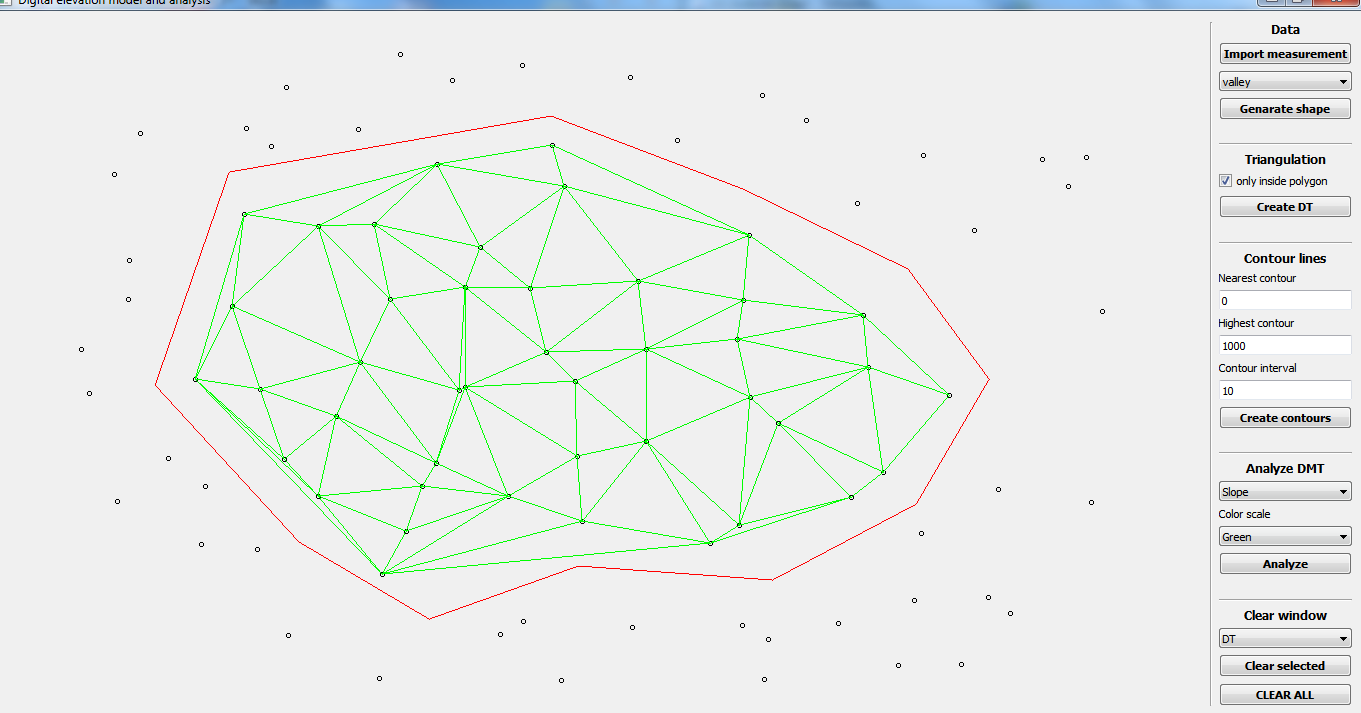 Digital elevation model and analysis
Data
Import measurement
valley
Genarate shape
Triangulation
only inside polygon
Create DT
Contour lines
Nearest contour
0
Highest contour
1000
Contour interval
10
Create contours
Analyze DMT
Slope
Color scale
Green
Analyze
Clear window
DT
Clear selected
CLEAR ALL